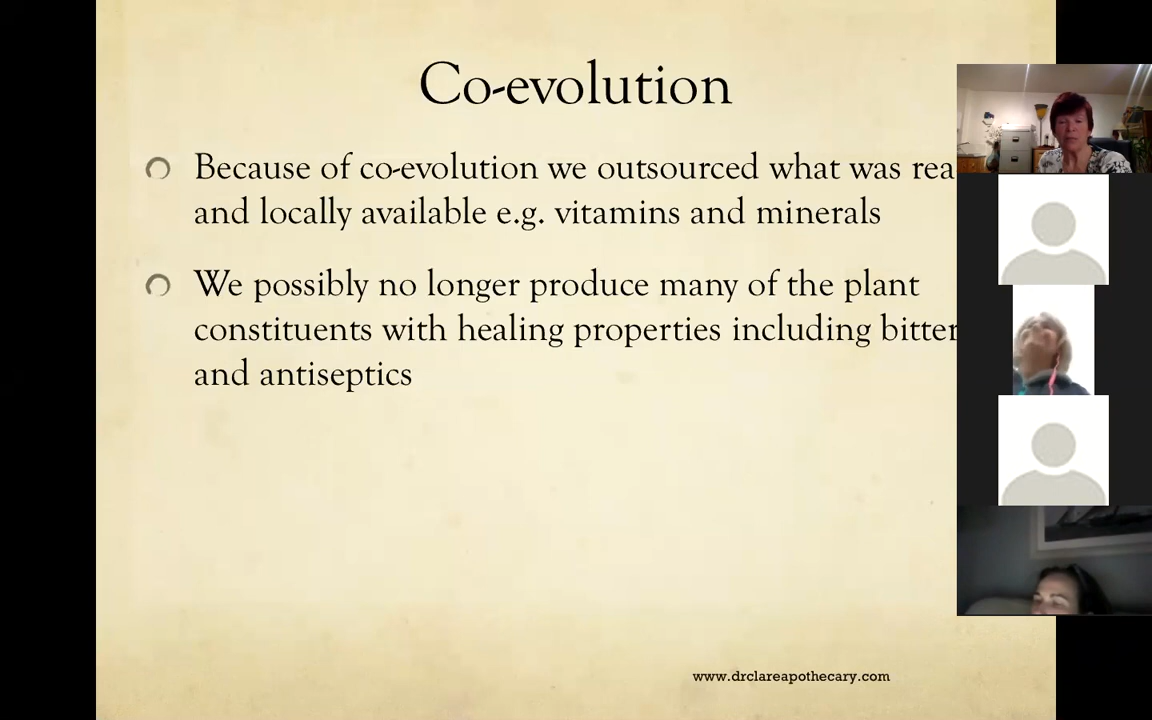 Co-evolution
Because of co-evolution we outsourced what was rea
and locally available e.g. vitamins and minerals
We possibly no longer produce many of the plant
constituents with healing properties including bitter
and antiseptics
www.drclareapothecary.com